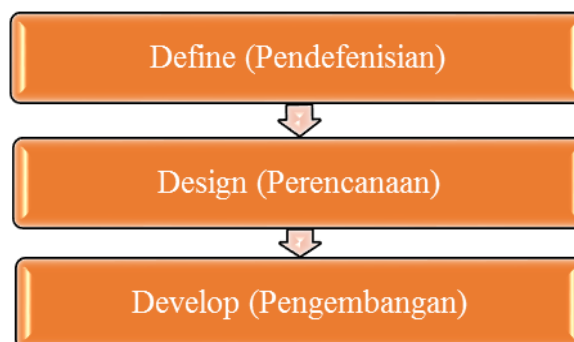 Define (Pendefenisian)
Design (Perencanaan)
Develop (Pengembangan)